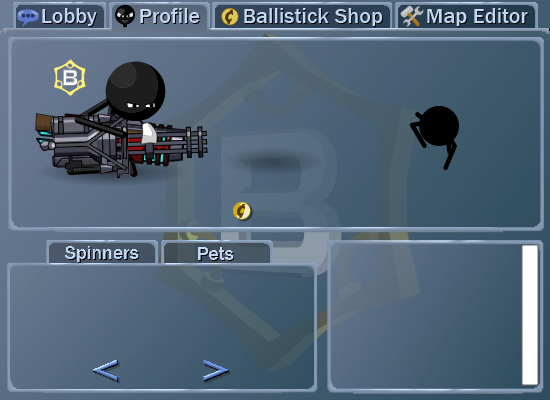 Lobby
Profile
Ballistick Shop
Map Editor
B
B
Spinners
Pets